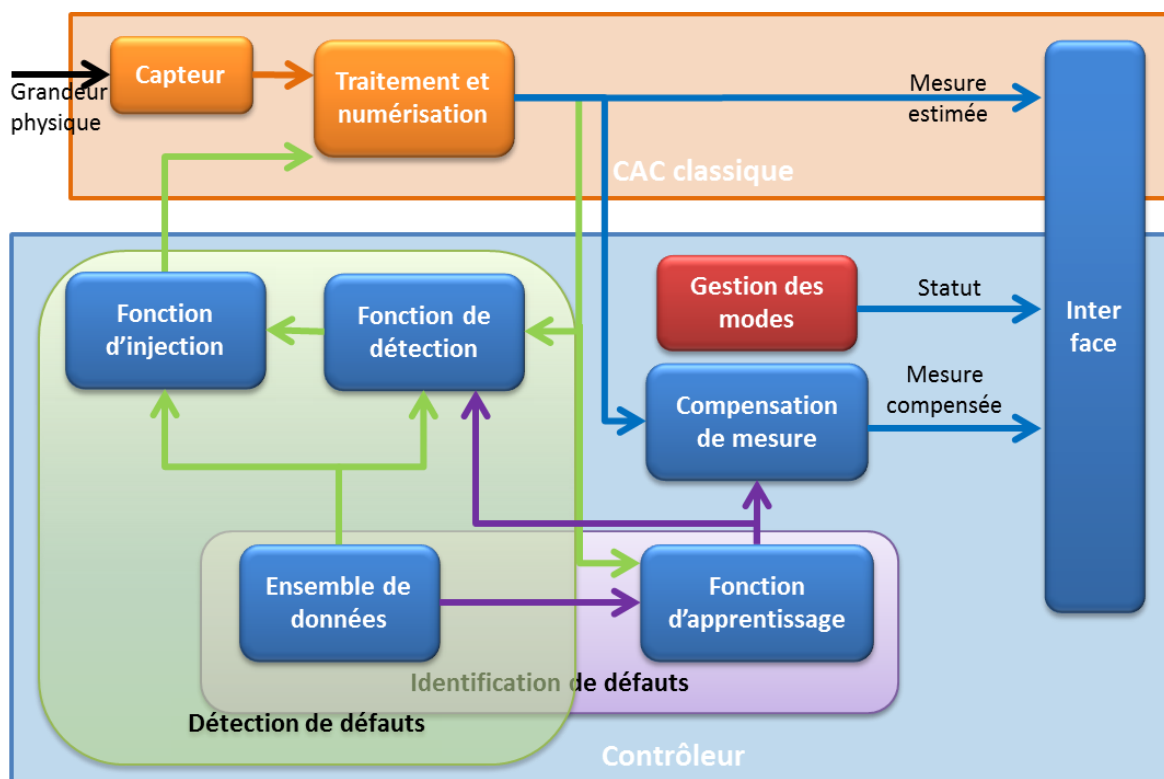 Capteur
Grandeur
physique
Traitement et
numérisation
Mesure
estimée
CAC classique
Fonction
d'injection
Fonction de
détection
Gestion des
modes
Statut
Inter
face
Compensation
de mesure
Mesure
compensée
Ensemble de
données
Fonction
d'apprentissage
Identification de défauts
Détection de défauts
Contrôleur